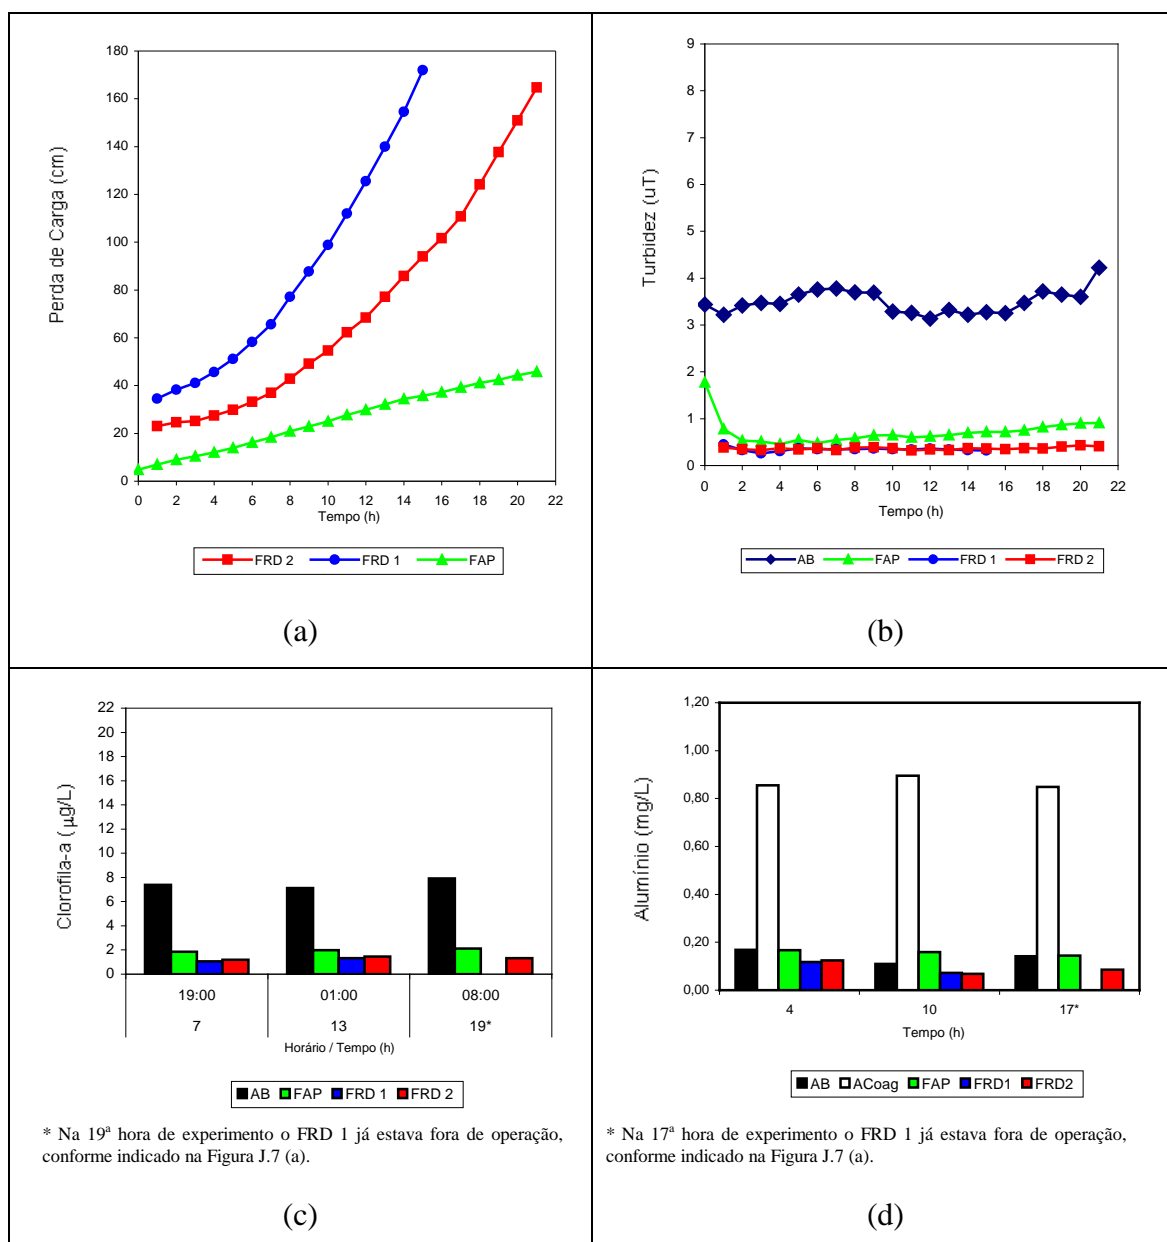 180
160
140
120
100
80
60
40
20
0
Perda de Carga (cm)
0 2 4 6 8 10 12 14 16 18 20 22
Tempo (h)
FRD 2 FRD 1 FAP
(a)
9
8
7
6
5
4
3
2
1
0
Turbidez (uT)
0 2 4 6 8 10 12 14 16 18 20 22
Tempo (h)
AB FAP FRD 1 FRD 2
(b)
22
20
18
16
14
12
10
8
6
4
2
0
Clorofila-a (µg/L)
19:00 01:00 08:00
7 13 19*
Horário / Tempo (h)
AB FAP FRD 1 FRD 2
* Na 19ª hora de experimento o FRD 1 já estava fora de operação,
conforme indicado na Figura J.7 (a).
(c)
1,20
1,00
0,80
0,60
0,40
0,20
0,00
Alumínio (mg/L)
4 10 17*
Tempo (h)
AB ACoag FAP FRD1 FRD2
* Na 17ª hora de experimento o FRD 1 já estava fora de operação,
conforme indicado na Figura J.7 (a).
(d)